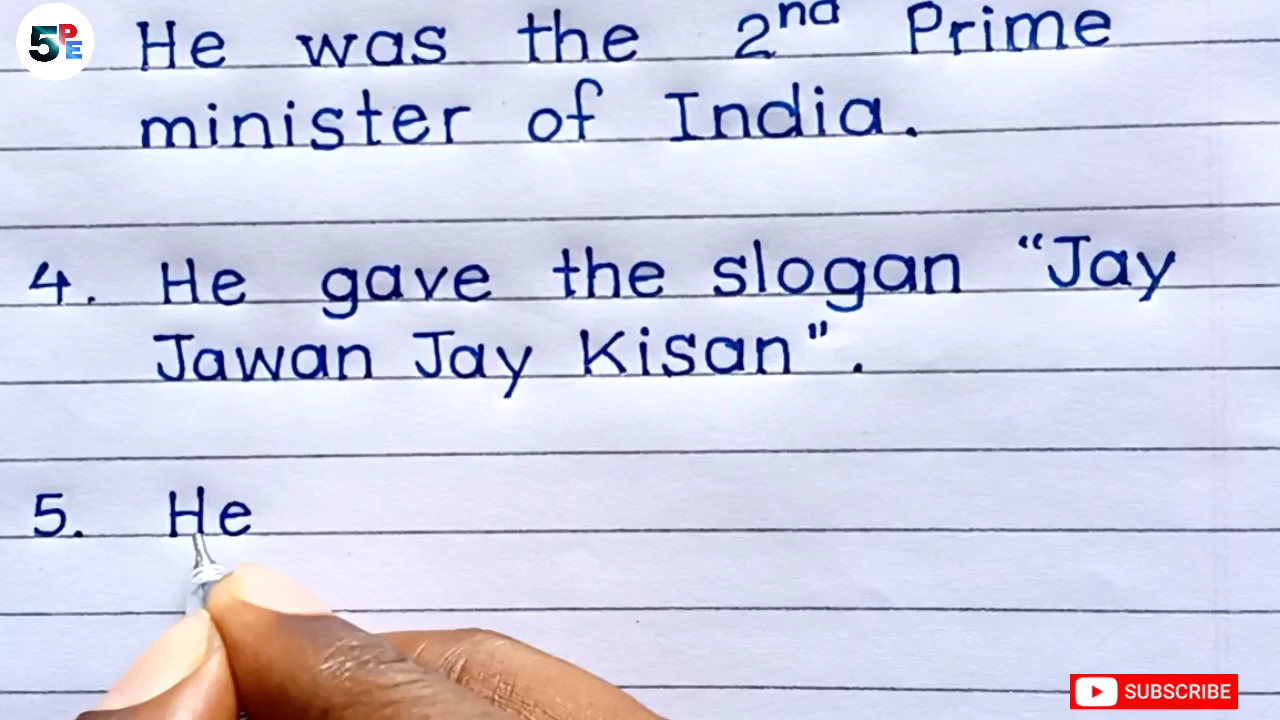 5PE
He was the 2nd Prime
minister of India.
4. He gave the slogan “Jay
Jawan Jay Kisan".
5. He
SUBSCRIBE